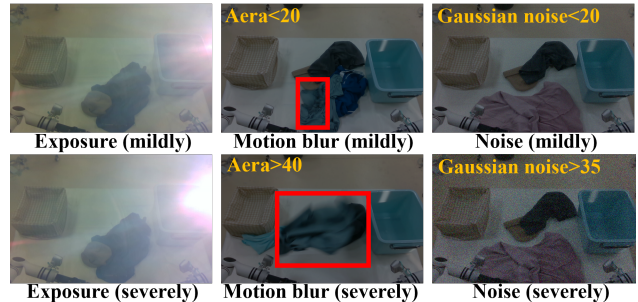 Aera<20
Gaussian noise<20
Exposure (mildly)
Motion blur (mildly)
Noise (mildly)
Aera>40
Gaussian noise>35
Exposure (severely)
Motion blur (severely)
Noise (severely)